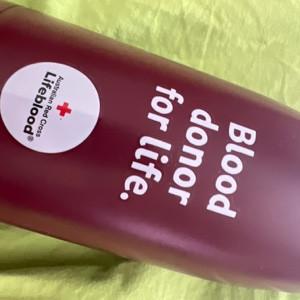 Australian Red Cross
Lifeblood®
Blood
donor
for life.